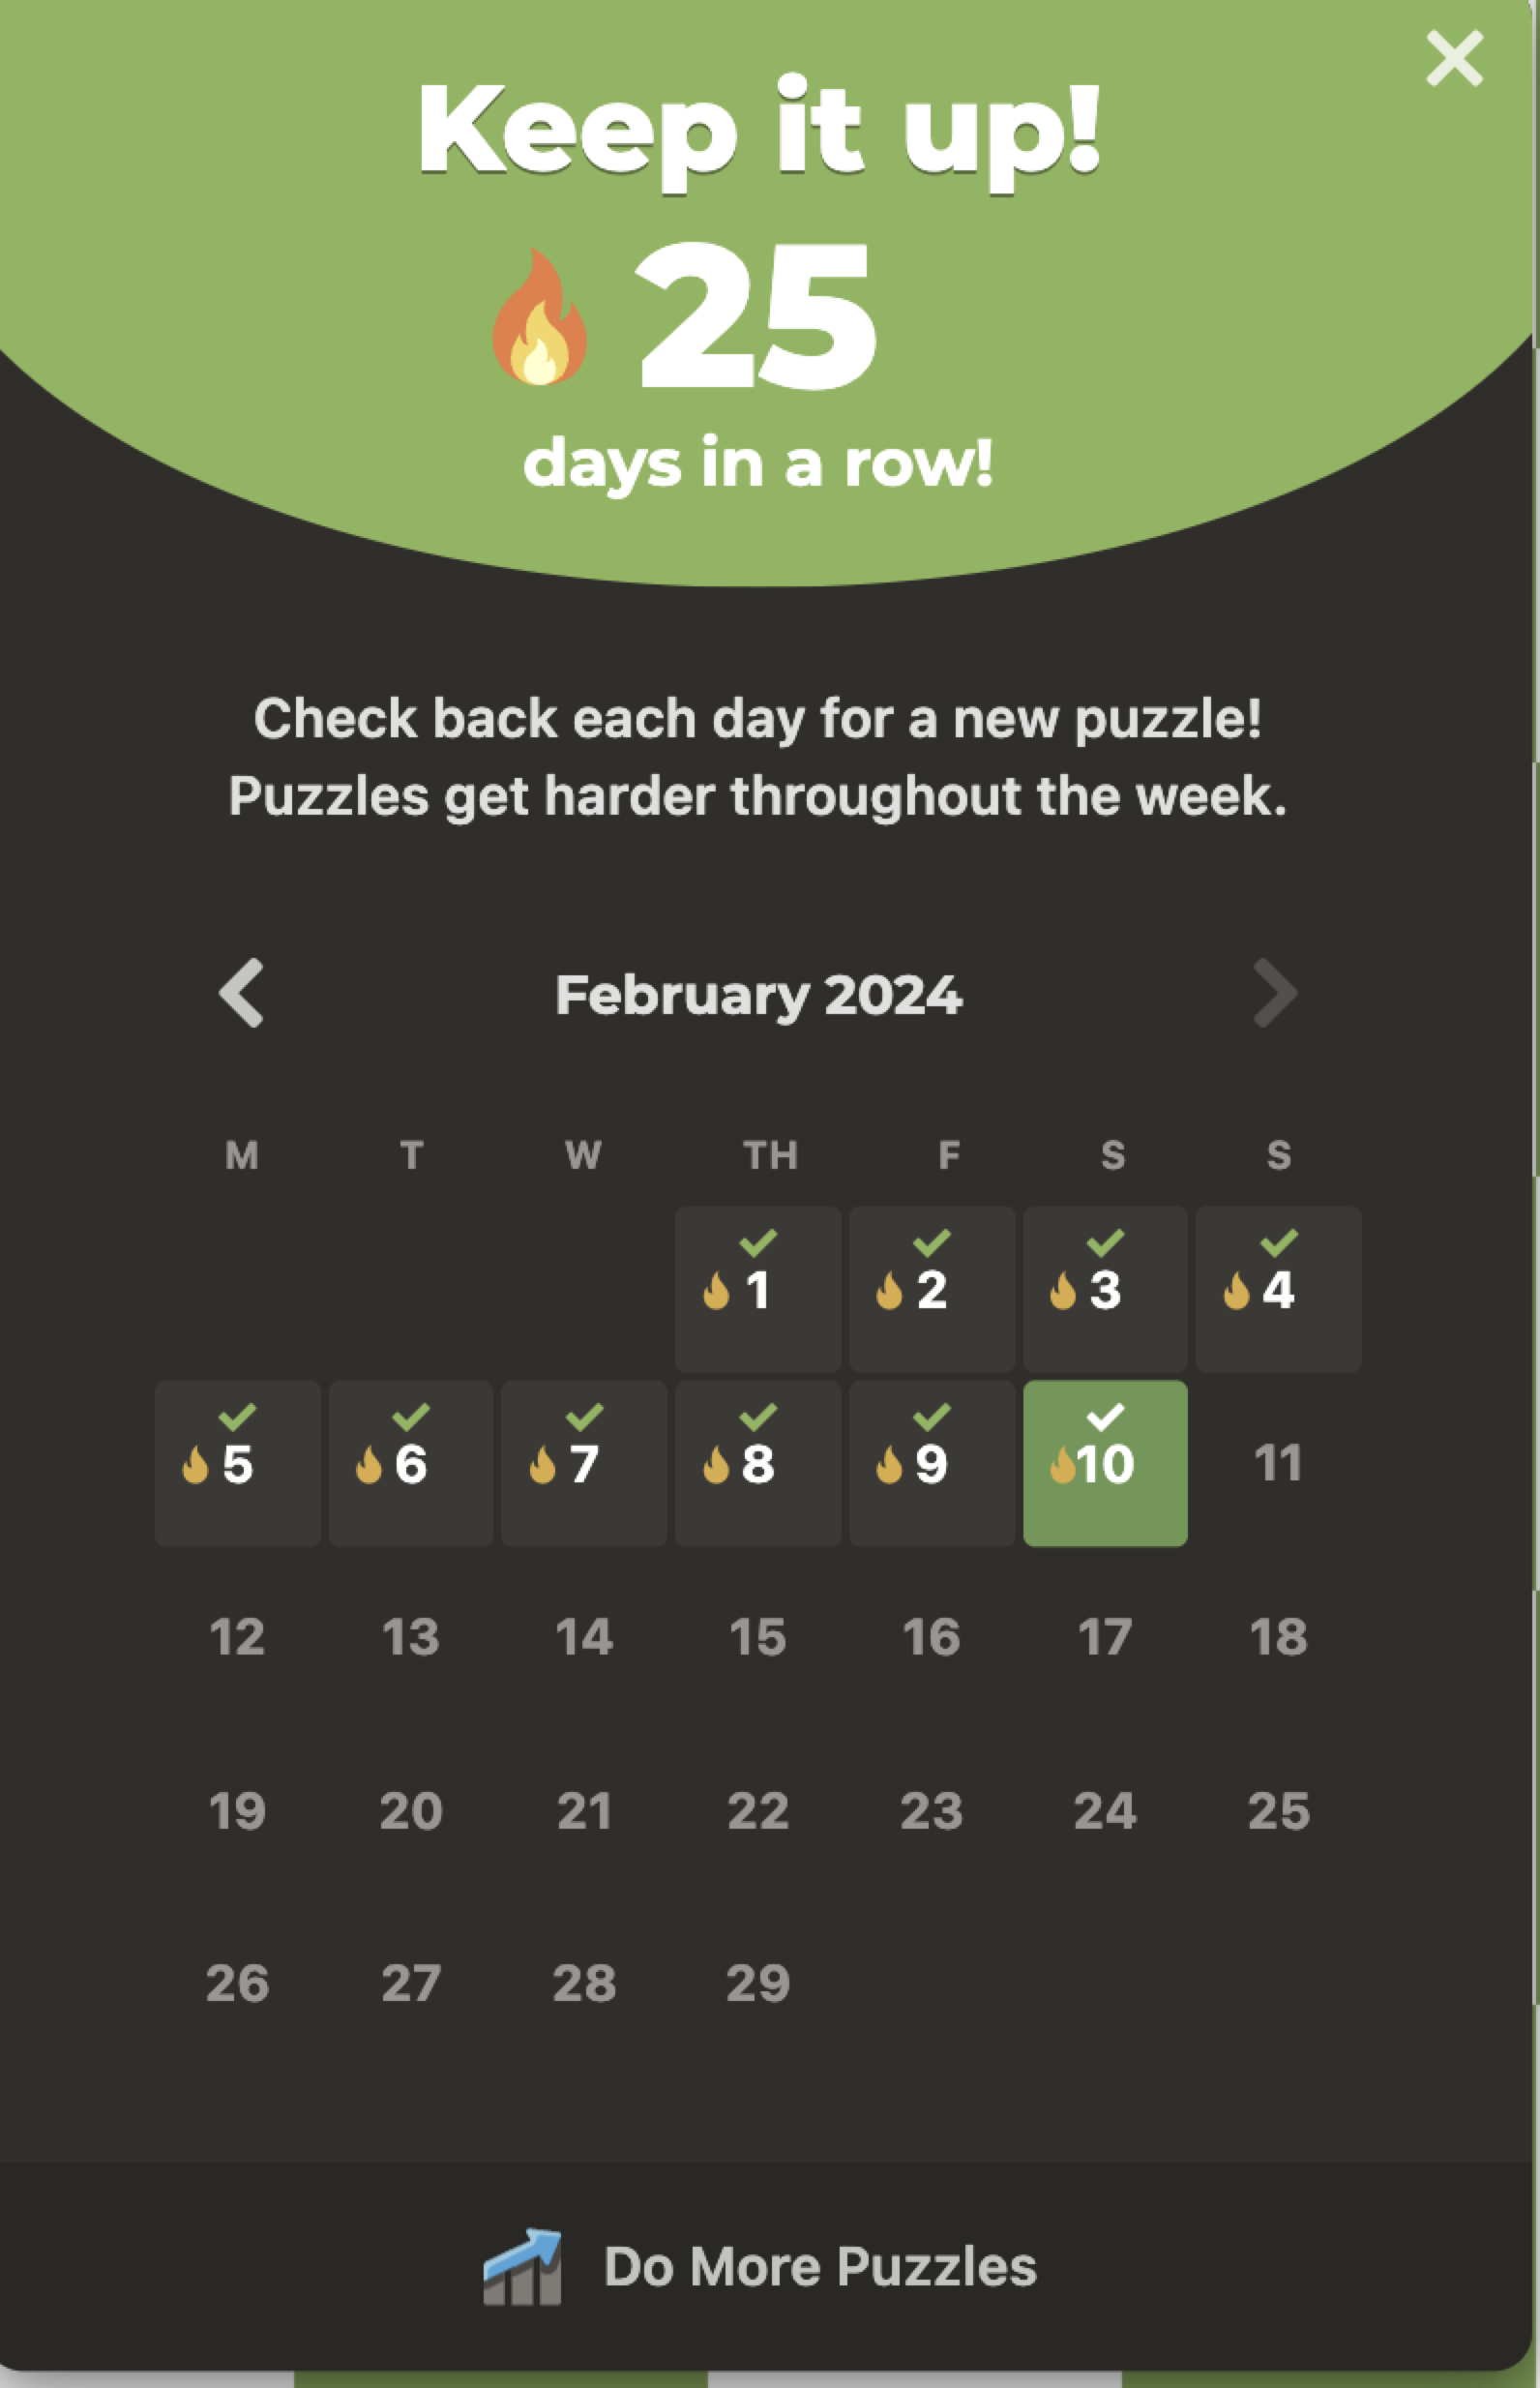 Keep it up!
25
days in a row!
Check back each day for a new puzzle!
Puzzles get harder throughout the week.
February 2024
M T W TH F S S
1 2 3 4
5 6 7 8 9 10 11
12 13 14 15 16 17 18
19 20 21 22 23 24 25
26 27 28 29
Do More Puzzles